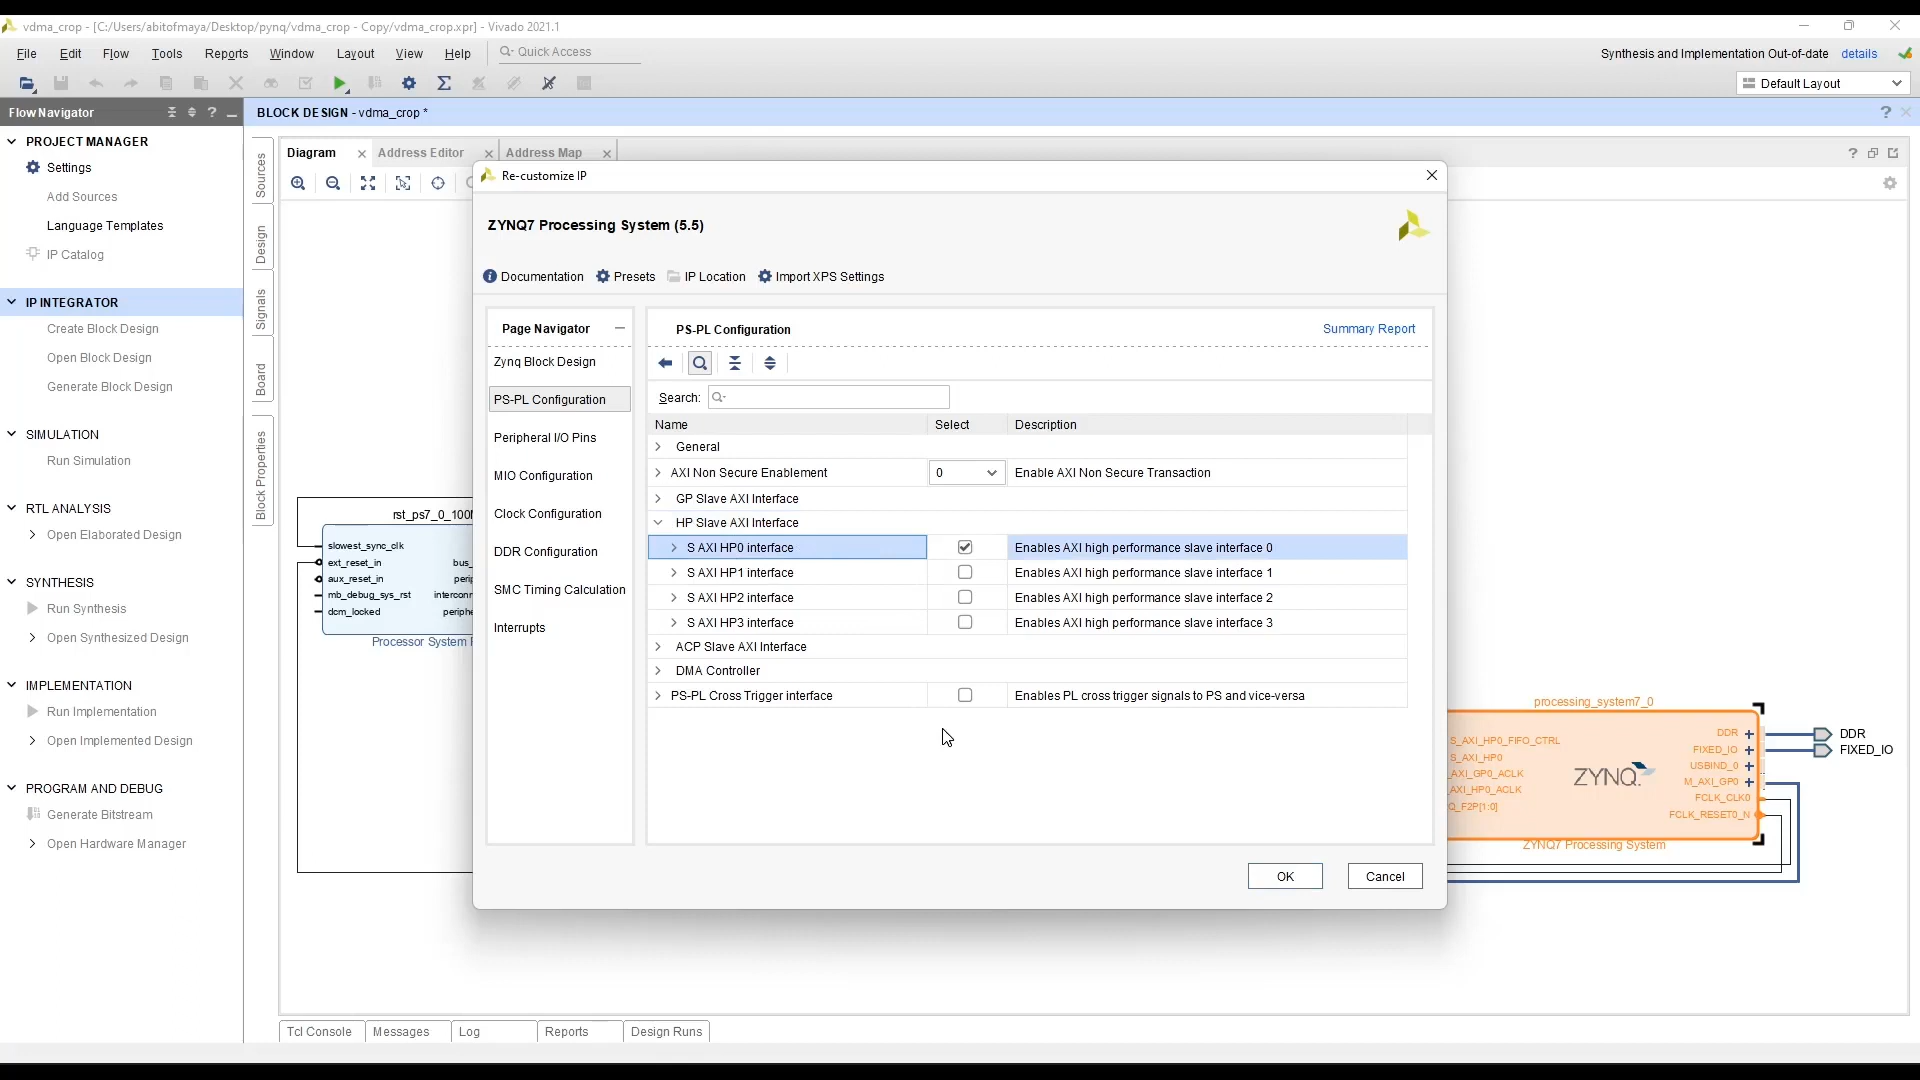 vdma_crop - [C:/Users/abitofmaya/Desktop/pynq/vdma_crop - Copy/vdma_crop.xpr] - Vivado 2021.1
File Edit Flow Tools Reports Window Layout View Help Quick Access
Synthesis and Implementation Out-of-date details
Default Layout
Flow Navigator
BLOCK DESIGN - vdma_crop *
PROJECT MANAGER
Settings
Add Sources
Language Templates
IP Catalog
IP INTEGRATOR
Create Block Design
Open Block Design
Generate Block Design
SIMULATION
Run Simulation
RTL ANALYSIS
Open Elaborated Design
SYNTHESIS
Run Synthesis
Open Synthesized Design
IMPLEMENTATION
Run Implementation
Open Implemented Design
PROGRAM AND DEBUG
Generate Bitstream
Open Hardware Manager
Sources
Design
Signals
Board
Block Properties
Diagram Address Editor Address Map
rst_ps7_0_100
slowest_sync_clk
ext_reset_in
aux_reset_in
mb_debug_sys_rst
dcm_locked
bus_
peri
interconn
periphe
Processor System
Re-customize IP
ZYNQ7 Processing System (5.5)
Documentation Presets IP Location Import XPS Settings
Page Navigator
Zynq Block Design
PS-PL Configuration
Peripheral I/O Pins
MIO Configuration
Clock Configuration
DDR Configuration
SMC Timing Calculation
Interrupts
PS-PL Configuration
Summary Report
Search:
Name Select Description
General
AXI Non Secure Enablement 0 Enable AXI Non Secure Transaction
GP Slave AXI Interface
HP Slave AXI Interface
S AXI HP0 interface Enables AXI high performance slave interface 0
S AXI HP1 interface Enables AXI high performance slave interface 1
S AXI HP2 interface Enables AXI high performance slave interface 2
S AXI HP3 interface Enables AXI high performance slave interface 3
ACP Slave AXI Interface
DMA Controller
PS-PL Cross Trigger interface Enables PL cross trigger signals to PS and vice-versa
OK Cancel
processing_system7_0
S_AXI_HP0_FIFO_CTRL
S_AXI_HP0
_AXI_GP0_ACLK
_AXI_HP0_ACLK
Q_F2P[1:0]
ZYNQ
DDR
FIXED_IO
USBIND_0
M_AXI_GP0
FCLK_CLK0
FCLK_RESET0_N
ZYNQ7 Processing System
DDR
FIXED_IO
Tcl Console Messages Log Reports Design Runs